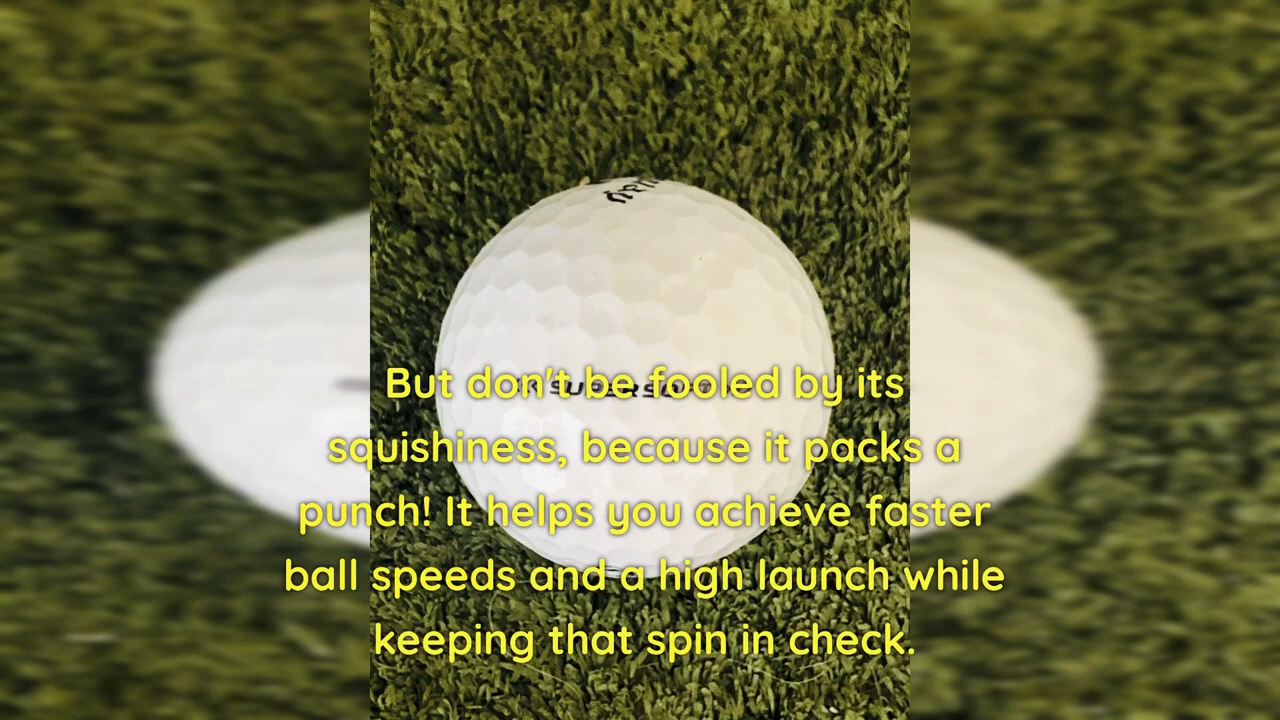 SUPERSOFT
But don't be fooled by its
squishiness, because it packs a
punch! It helps you achieve faster
ball speeds and a high launch while
keeping that spin in check.